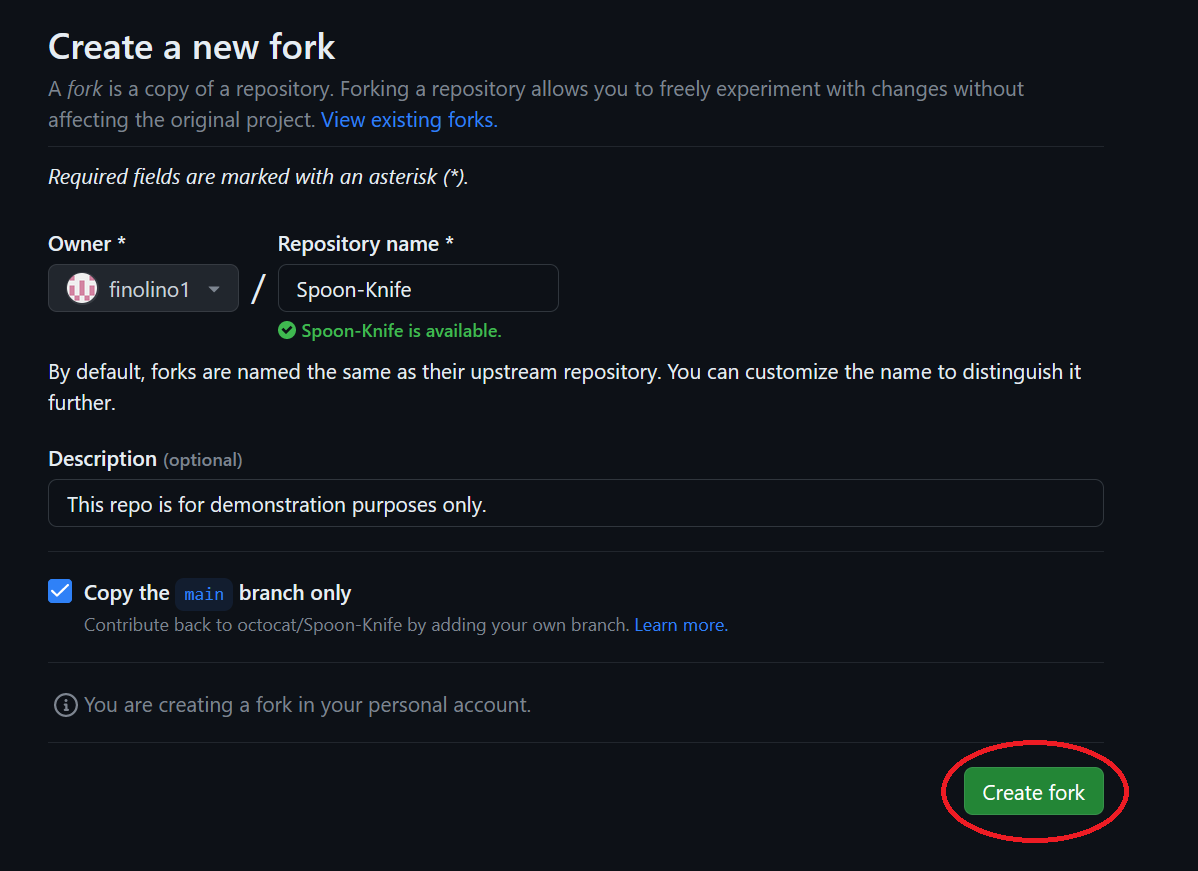 Create a new fork
A fork is a copy of a repository. Forking a repository allows you to freely experiment with changes without
affecting the original project. View existing forks.
Required fields are marked with an asterisk (*).
Owner *
Repository name *
finolino1
/
Spoon-Knife
Spoon-Knife is available.
By default, forks are named the same as their upstream repository. You can customize the name to distinguish it
further.
Description (optional)
This repo is for demonstration purposes only.
Copy the main branch only
Contribute back to octocat/Spoon-Knife by adding your own branch. Learn more.
You are creating a fork in your personal account.
Create fork